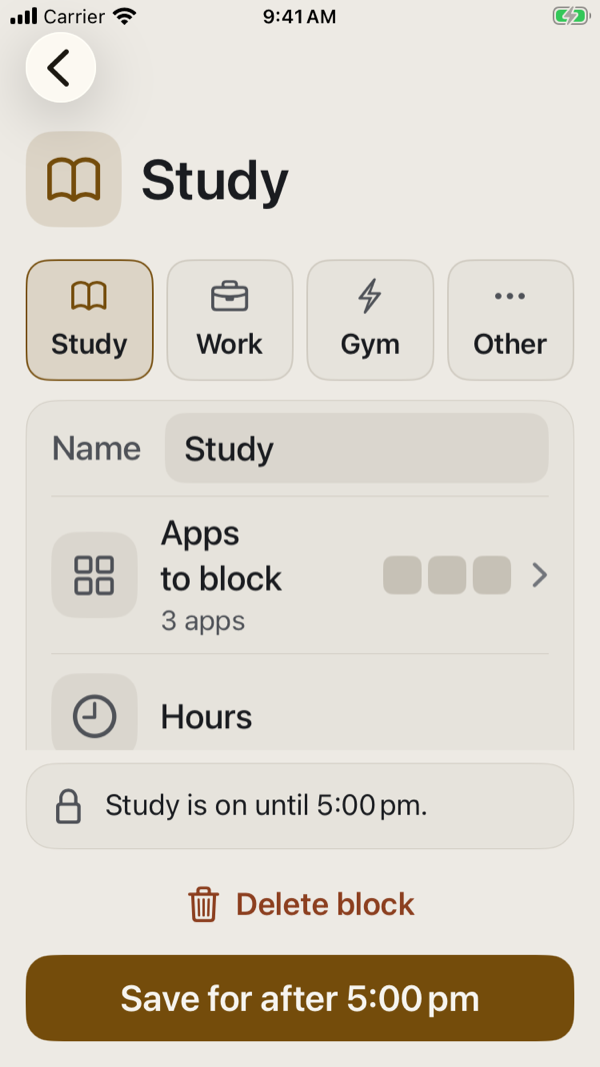 Carrier 9:41 AM
Study
Study Work Gym Other
Name Study
Apps
to block
3 apps
Hours
Study is on until 5:00 pm.
Delete block
Save for after 5:00 pm